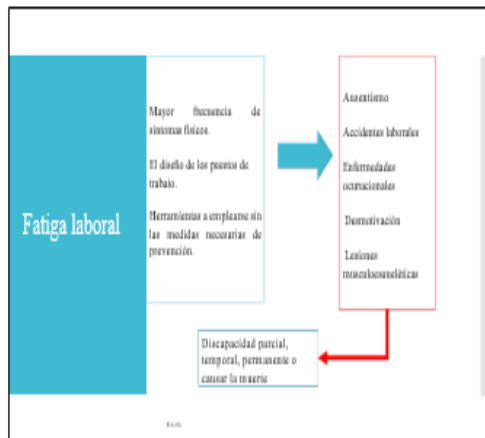 Fatiga laboral
Mayor frecuencia de
síntomas físicos.
El diseño de los puestos de
trabajo.
Herramientas a emplearse sin
las medidas necesarias de
prevención.
Ausentismo
Accidentes laborales
Enfermedades
ocupacionales
Desmotivación
Lesiones
musculoesqueléticas
Discapacidad parcial,
temporal, permanente o
causar la muerte